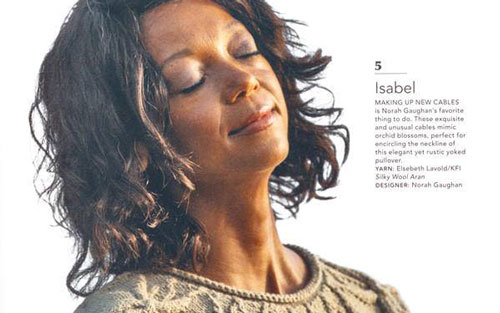 5
Isabel
MAKING UP NEW CABLES
is Norah Gaughan's favorite
thing to do. These exquisite
and unusual cables mimic
orchid blossoms, perfect for
encircling the neckline of
this elegant yet rustic yoked
pullover.
YARN: Elsebeth Lavold/KFI
Silky Wool Aran
DESIGNER: Norah Gaughan